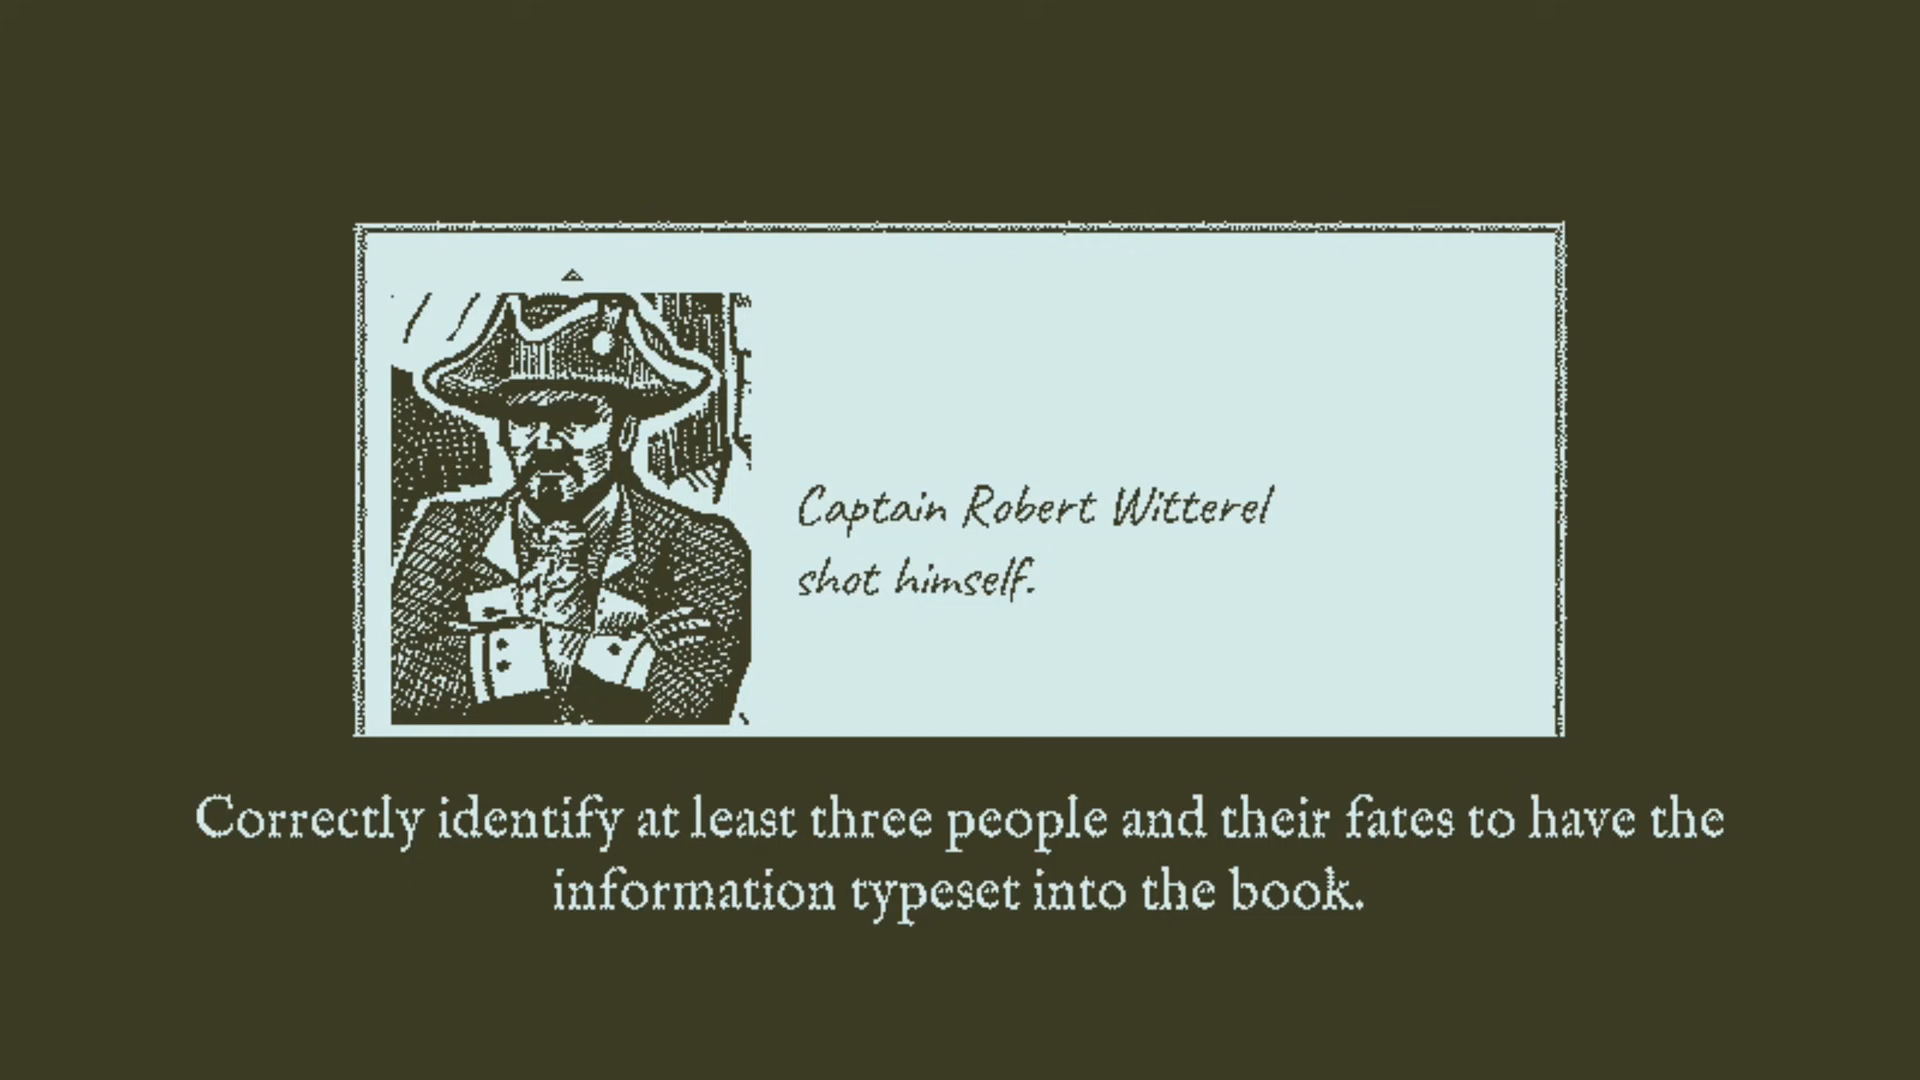 Captain Robert Witterel
shot himself.
Correctly identify at least three people and their fates to have the
information typeset into the book.